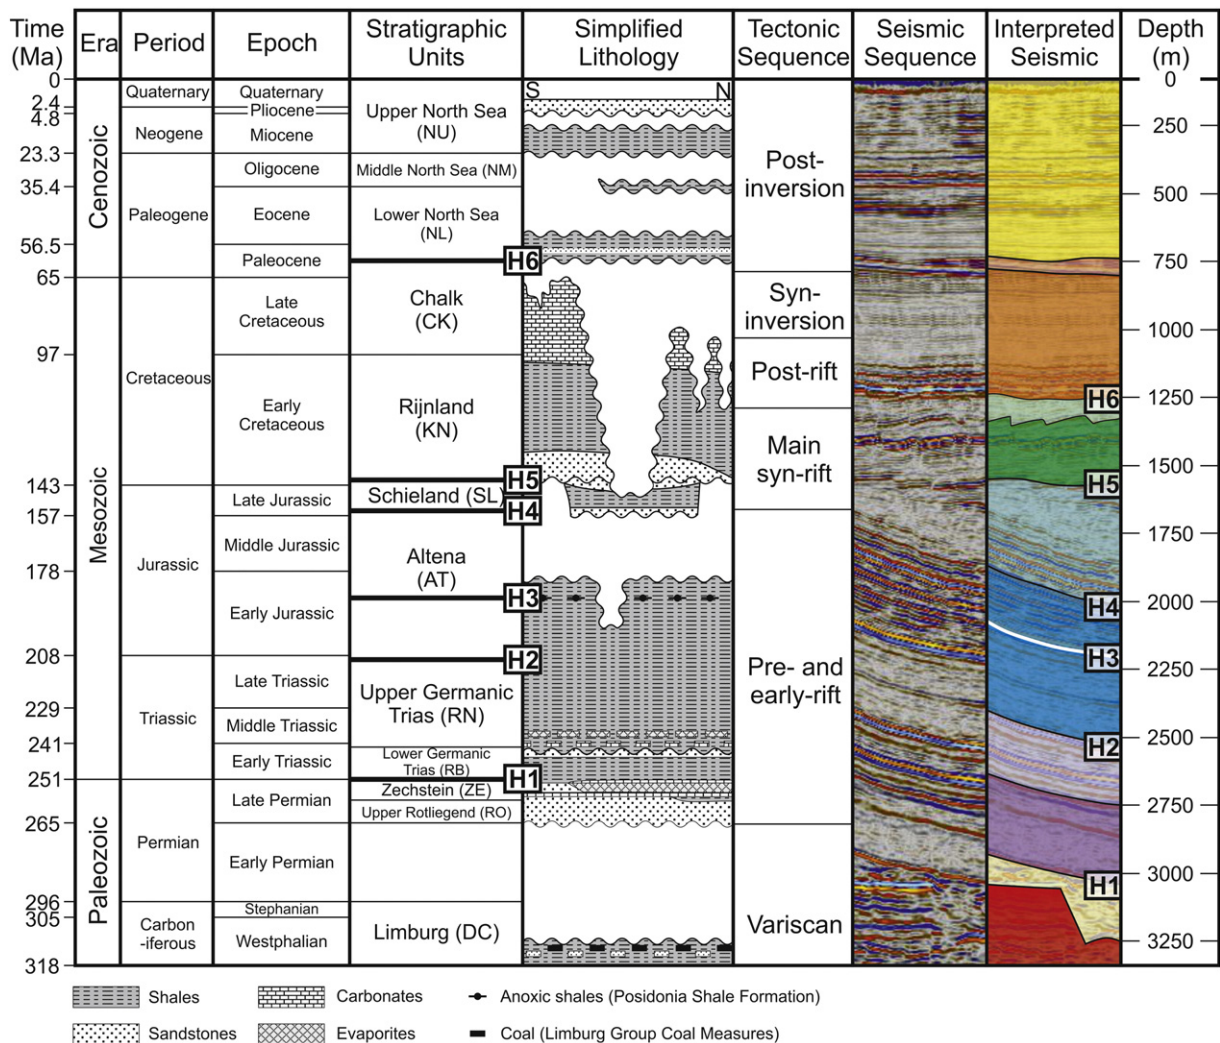 Time
(Ma)
Era
Period
Epoch
Stratigraphic
Units
Simplified
Lithology
Tectonic
Sequence
Seismic
Sequence
Interpreted
Seismic
Depth
(m)
0
2.4
4.8
23.3
35.4
56.5
65
97
143
157
178
208
229
241
251
265
296
305
318
Cenozoic
Mesozoic
Paleozoic
Quaternary
Neogene
Paleogene
Cretaceous
Jurassic
Triassic
Permian
Carbon
-iferous
Quaternary
Pliocene
Miocene
Oligocene
Eocene
Paleocene
Late
Cretaceous
Early
Cretaceous
Late Jurassic
Middle Jurassic
Early Jurassic
Late Triassic
Middle Triassic
Early Triassic
Late Permian
Early Permian
Stephanian
Westphalian
Upper North Sea
(NU)
Middle North Sea (NM)
Lower North Sea
(NL)
Chalk
(CK)
Rijnland
(KN)
Schieland (SL)
Altena
(AT)
Upper Germanic
Trias (RN)
Lower Germanic
Trias (RB)
Zechstein (ZE)
Upper Rotliegend (RO)
Limburg (DC)
H6
H5
H4
H3
H2
H1
S N
Post-
inversion
Syn-
inversion
Post-rift
Main
syn-rift
Pre- and
early-rift
Variscan
H6
H5
H4
H3
H2
H1
0
250
500
750
1000
1250
1500
1750
2000
2250
2500
2750
3000
3250
Shales
Carbonates
Anoxic shales (Posidonia Shale Formation)
Sandstones
Evaporites
Coal (Limburg Group Coal Measures)